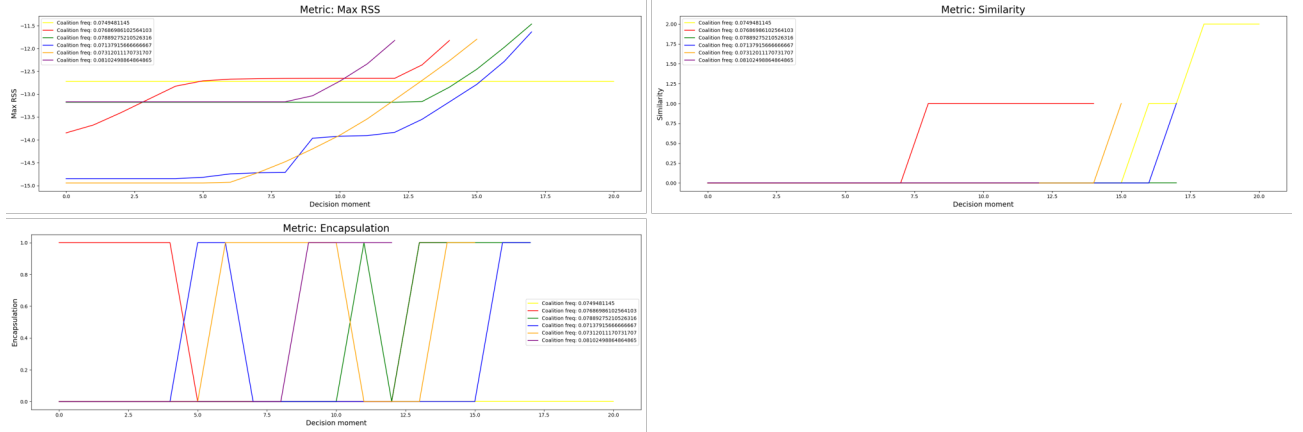 Metric: Max RSS
Max RSS
−11.5
−12.0
−12.5
−13.0
−13.5
−14.0
−14.5
−15.0
Coalition freq: 0.0749481145
Coalition freq: 0.07686986102564103
Coalition freq: 0.07889275210526316
Coalition freq: 0.07137915666666667
Coalition freq: 0.07312011170731707
Coalition freq: 0.08102498864864865
0.0 2.5 5.0 7.5 10.0 12.5 15.0 17.5 20.0
Decision moment
Metric: Similarity
Similarity
2.00
1.75
1.50
1.25
1.00
0.75
0.50
0.25
0.00
Coalition freq: 0.0749481145
Coalition freq: 0.07686986102564103
Coalition freq: 0.07889275210526316
Coalition freq: 0.07137915666666667
Coalition freq: 0.07312011170731707
Coalition freq: 0.08102498864864865
0.0 2.5 5.0 7.5 10.0 12.5 15.0 17.5 20.0
Decision moment
Metric: Encapsulation
Encapsulation
1.0
0.8
0.6
0.4
0.2
0.0
Coalition freq: 0.0749481145
Coalition freq: 0.07686986102564103
Coalition freq: 0.07889275210526316
Coalition freq: 0.07137915666666667
Coalition freq: 0.07312011170731707
Coalition freq: 0.08102498864864865
0.0 2.5 5.0 7.5 10.0 12.5 15.0 17.5 20.0
Decision moment